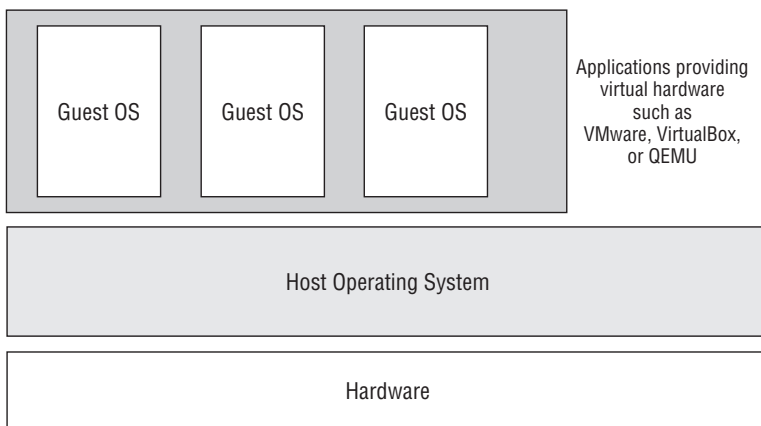 Guest OS
Guest OS
Guest OS
Applications providing
virtual hardware
such as
VMware, VirtualBox,
or QEMU
Host Operating System
Hardware